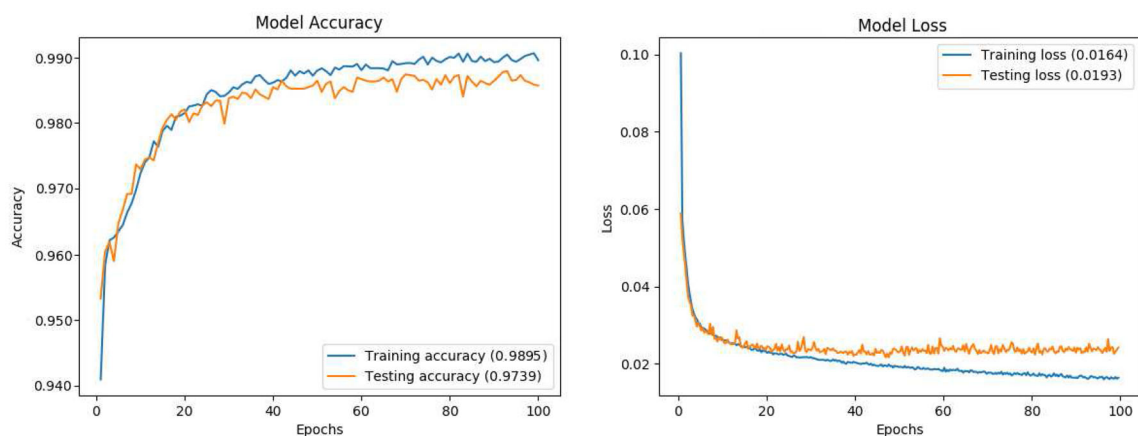 Model Accuracy
0.990
0.980
0.970
0.960
0.950
0.940
Accuracy
Training accuracy (0.9895)
Testing accuracy (0.9739)
0 20 40 60 80 100
Epochs
Model Loss
0.10
0.08
0.06
0.04
0.02
Loss
Training loss (0.0164)
Testing loss (0.0193)
0 20 40 60 80 100
Epochs